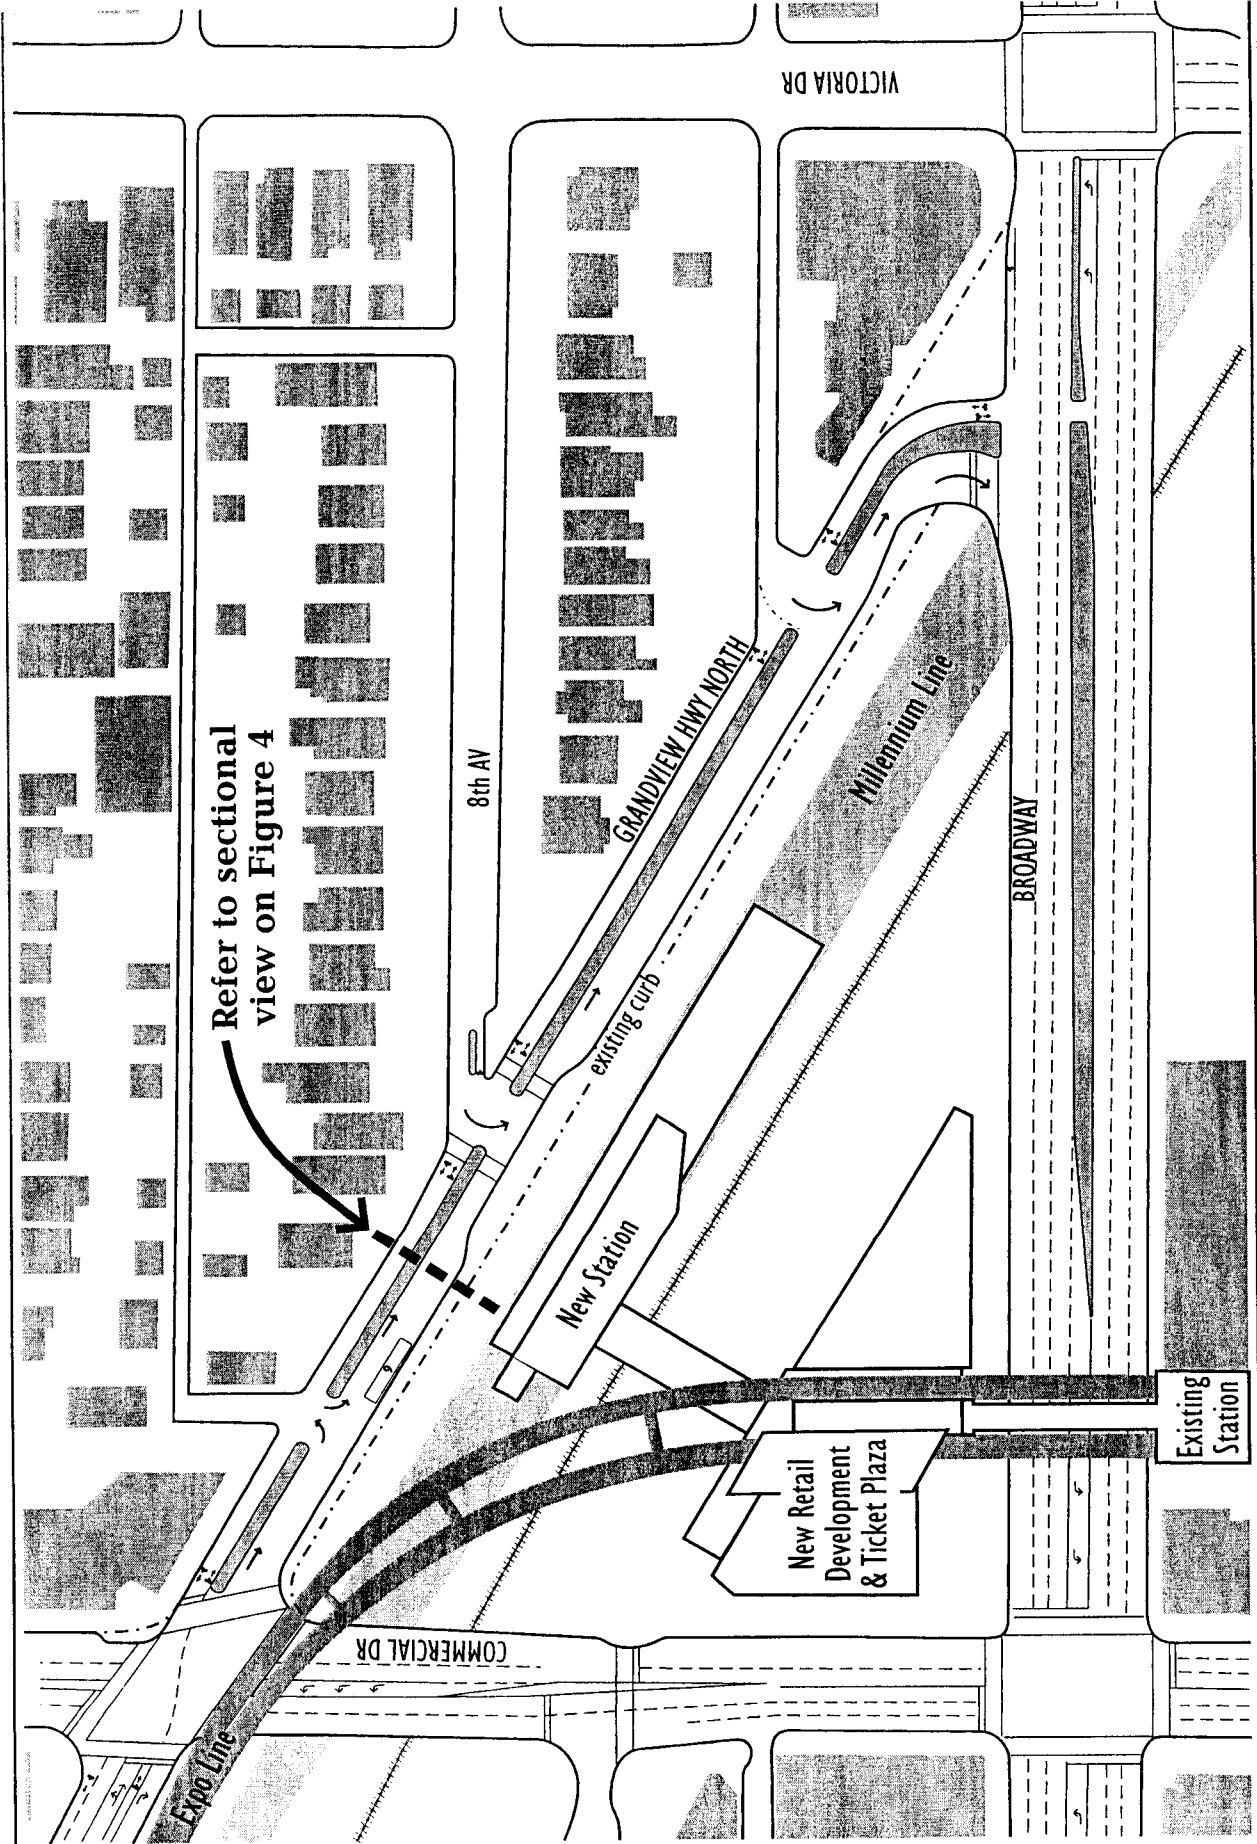 VICTORIA DR
Refer to sectional
view on Figure 4
8th AV
GRANDVIEW HWY NORTH
Millennium Line
BROADWAY
existing curb
New Station
Existing
Station
New Retail
Development
& Ticket Plaza
COMMERCIAL DR
Expo Line